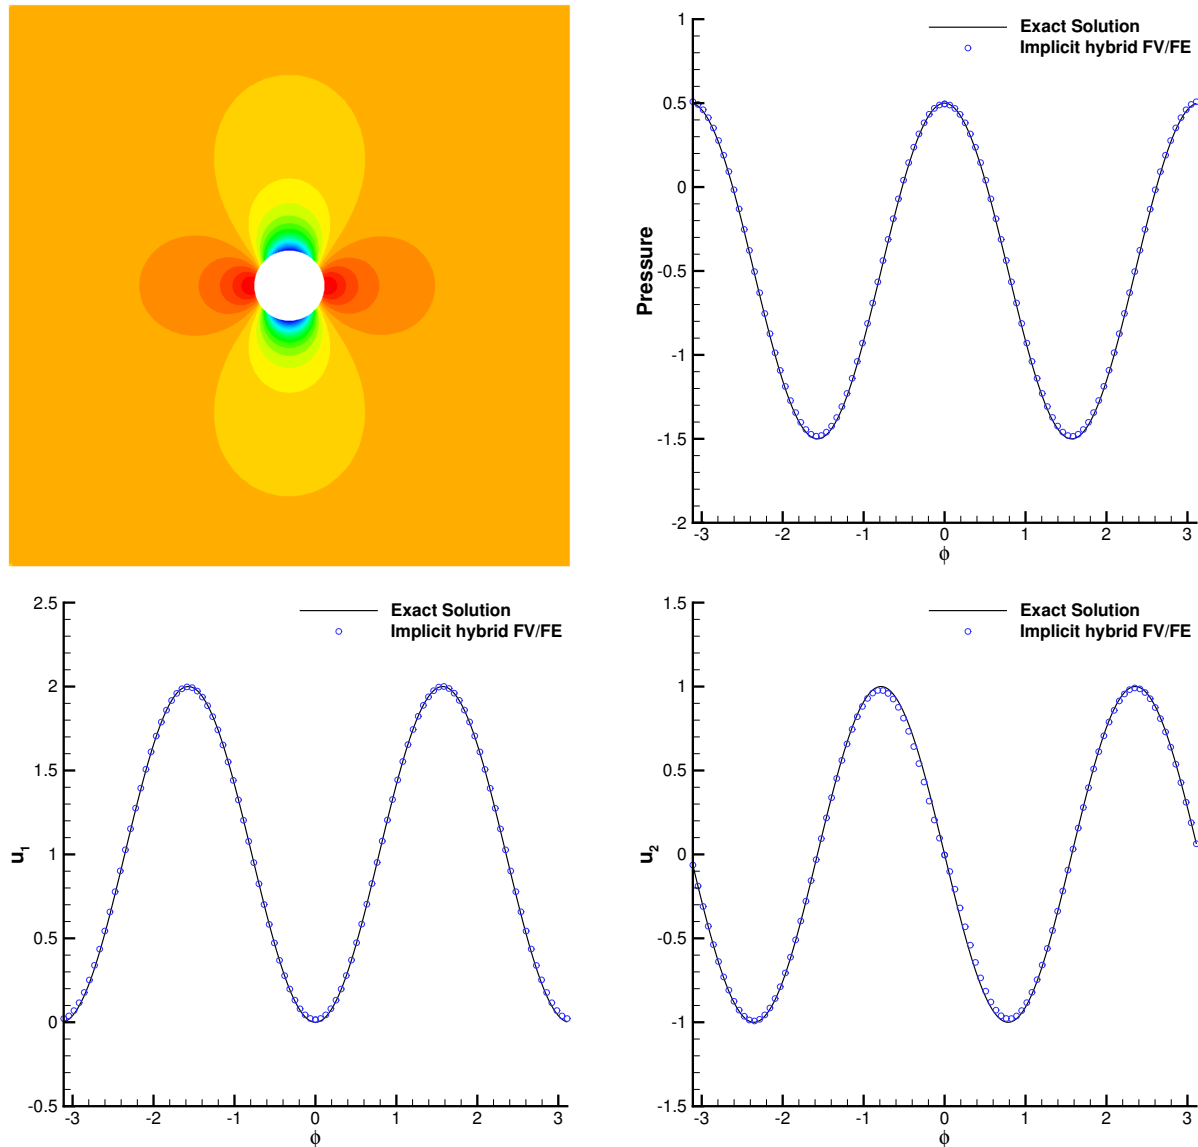 Exact Solution
Implicit hybrid FV/FE
Pressure
1
0.5
0
-0.5
-1
-1.5
-2
-3 -2 -1 0 1 2 3
ϕ
Exact Solution
Implicit hybrid FV/FE
u₁
2.5
2
1.5
1
0.5
0
-0.5
-3 -2 -1 0 1 2 3
ϕ
Exact Solution
Implicit hybrid FV/FE
u₂
1.5
1
0.5
0
-0.5
-1
-1.5
-3 -2 -1 0 1 2 3
ϕ